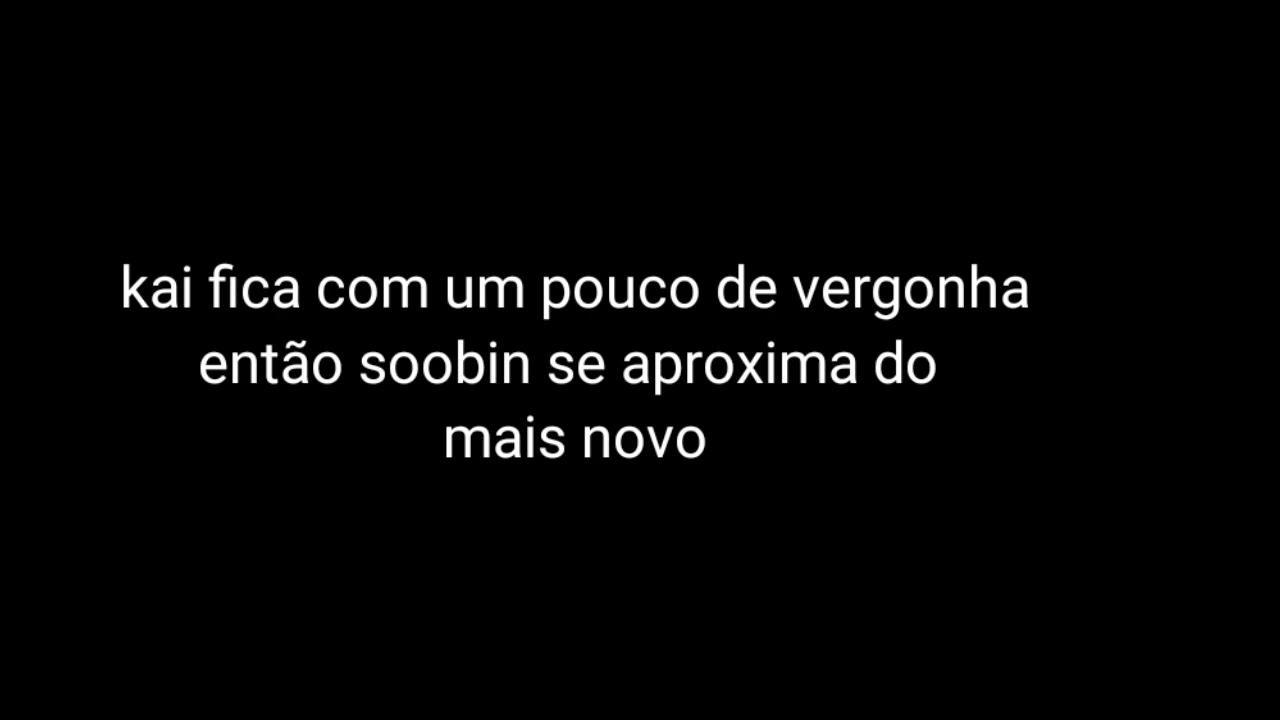 kai fica com um pouco de vergonha
então soobin se aproxima do
mais novo